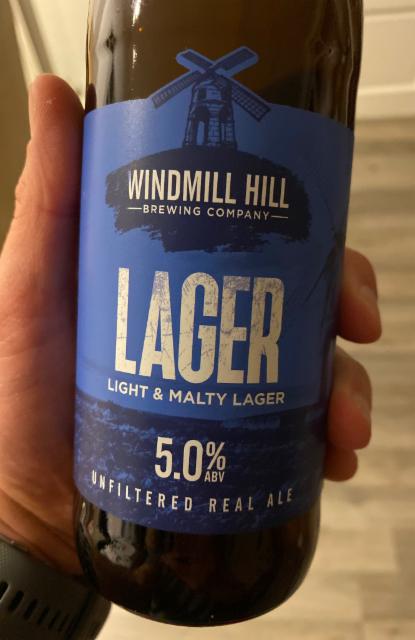 WINDMILL HILL
BREWING COMPANY
LAGER
LIGHT & MALTY LAGER
5.0%
ABV
UNFILTERED REAL ALE